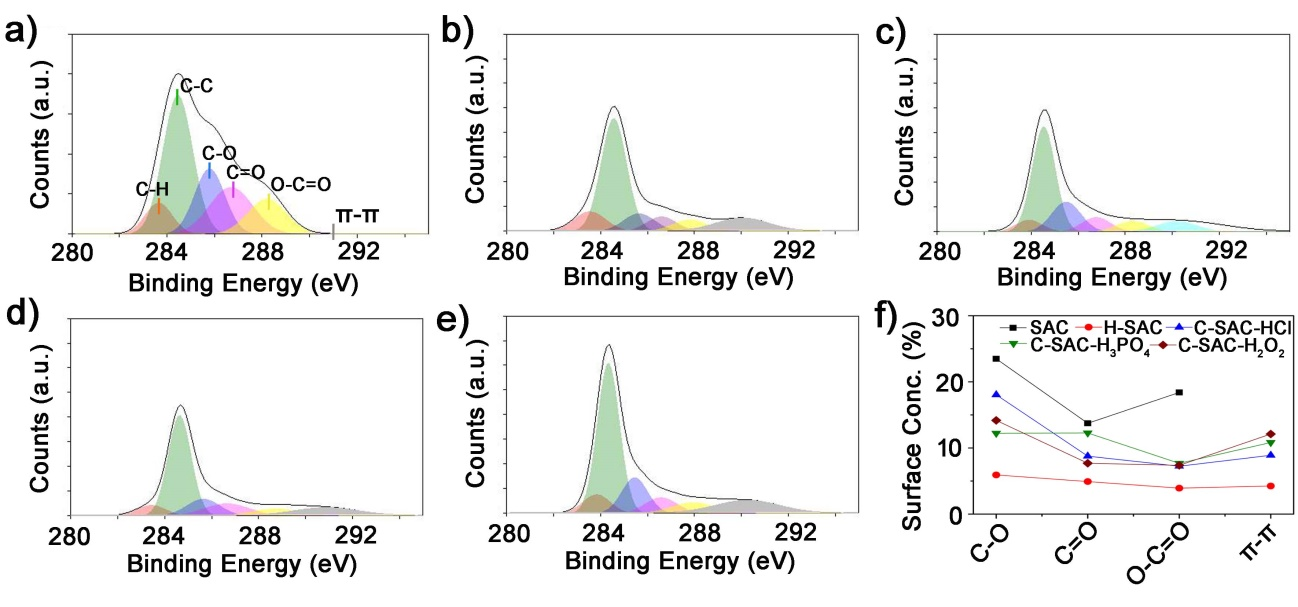 a)
Counts (a.u.)
C-C
C-O
C=O
C-H
O-C=O
π-π
280 284 288 292
Binding Energy (eV)
b)
Counts (a.u.)
280 284 288 292
Binding Energy (eV)
c)
Counts (a.u.)
280 284 288 292
Binding Energy (eV)
d)
Counts (a.u.)
280 284 288 292
Binding Energy (eV)
e)
Counts (a.u.)
280 284 288 292
Binding Energy (eV)
f)
Surface Conc. (%)
30
20
10
0
SAC H-SAC C-SAC-HCl
C-SAC-H₃PO₄ C-SAC-H₂O₂
C-O C=O O-C=O π-π